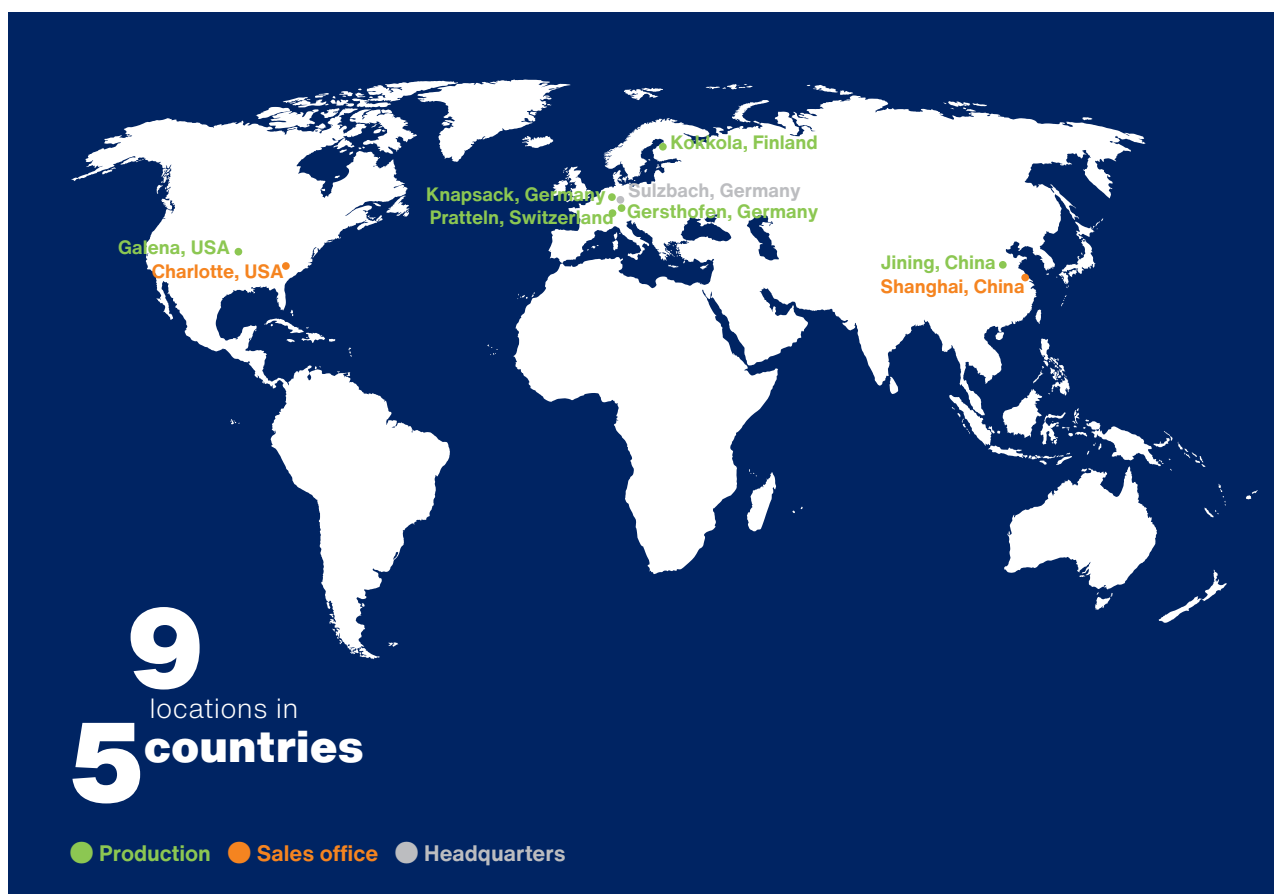 Kokkola, Finland
Knapsack, Germany
Sulzbach, Germany
Pratteln, Switzerland
Gersthofen, Germany
Galena, USA
Charlotte, USA
Jining, China
Shanghai, China
9
locations in
5 countries
Production
Sales office
Headquarters